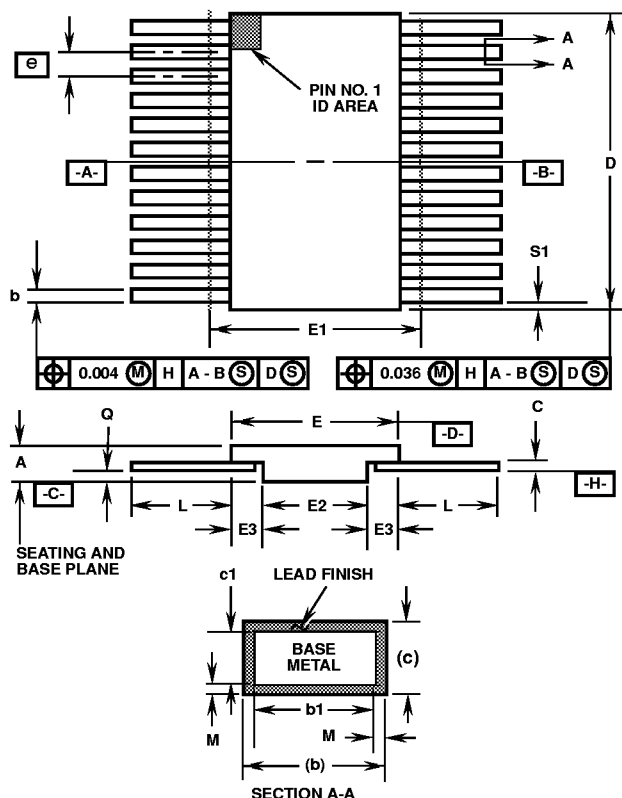 A
A
e
PIN NO. 1
ID AREA
-A-
-B-
D
S1
b
E1
⌖ 0.004 Ⓜ H A - B Ⓢ D Ⓢ
⌖ 0.036 Ⓜ H A - B Ⓢ D Ⓢ
Q
E
C
-D-
A
-C-
-H-
L
E2
L
E3
E3
SEATING AND
BASE PLANE
c1
LEAD FINISH
BASE
METAL
(c)
b1
M
M
(b)
SECTION A-A